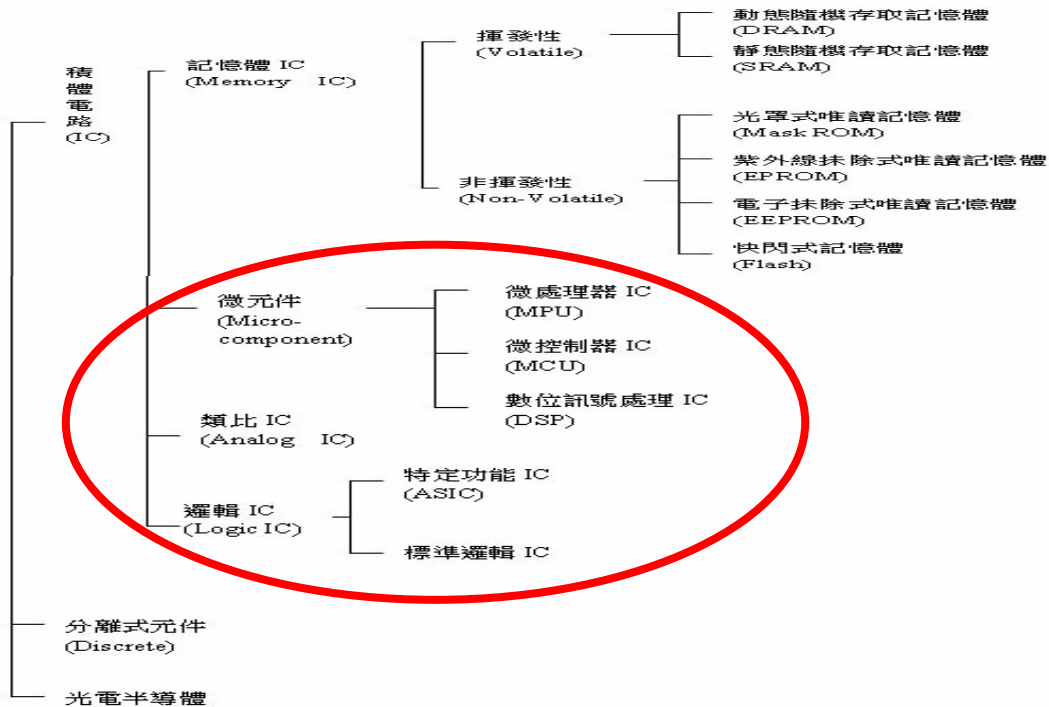 積
體
電
路
(IC)
記憶體 IC
(Memory IC)
揮發性
(Volatile)
動態隨機存取記憶體
(DRAM)
靜態隨機存取記憶體
(SRAM)
非揮發性
(Non-Volatile)
光罩式唯讀記憶體
(Mask ROM)
紫外線抹除式唯讀記憶體
(EPROM)
電子抹除式唯讀記憶體
(EEPROM)
快閃式記憶體
(Flash)
微元件
(Micro-
component)
微處理器 IC
(MPU)
微控制器 IC
(MCU)
數位訊號處理 IC
(DSP)
類比 IC
(Analog IC)
邏輯 IC
(Logic IC)
特定功能 IC
(ASIC)
標準邏輯 IC
分離式元件
(Discrete)
光電半導體